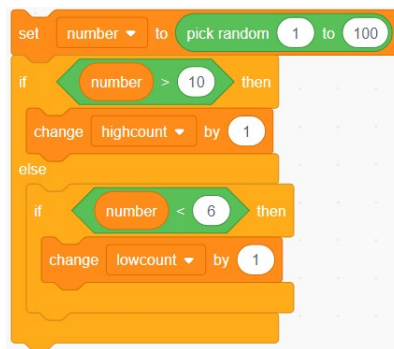 set number to pick random 1 to 100
if number > 10 then
change highcount by 1
else
if number < 6 then
change lowcount by 1